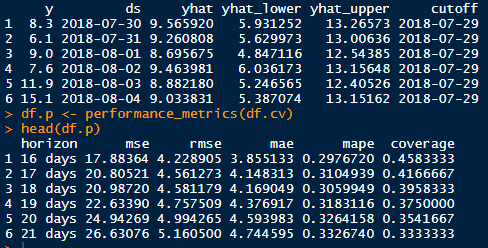 y ds yhat yhat_lower yhat_upper cutoff
1 8.3 2018-07-30 9.565920 5.931252 13.26573 2018-07-29
2 6.1 2018-07-31 9.260808 5.629973 13.00636 2018-07-29
3 9.0 2018-08-01 8.695675 4.847116 12.54385 2018-07-29
4 7.6 2018-08-02 9.463981 6.036173 13.15648 2018-07-29
5 11.9 2018-08-03 8.882180 5.246565 12.40526 2018-07-29
6 15.1 2018-08-04 9.033831 5.387074 13.15162 2018-07-29
> df.p <- performance_metrics(df.cv)
> head(df.p)
horizon mse rmse mae mape coverage
1 16 days 17.88364 4.228905 3.855133 0.2976720 0.4583333
2 17 days 20.80521 4.561273 4.148313 0.3104939 0.4166667
3 18 days 20.98720 4.581179 4.169049 0.3059949 0.3958333
4 19 days 22.63390 4.757509 4.376917 0.3183116 0.3750000
5 20 days 24.94269 4.994265 4.593983 0.3264158 0.3541667
6 21 days 26.63076 5.160500 4.744595 0.3326740 0.3333333
>